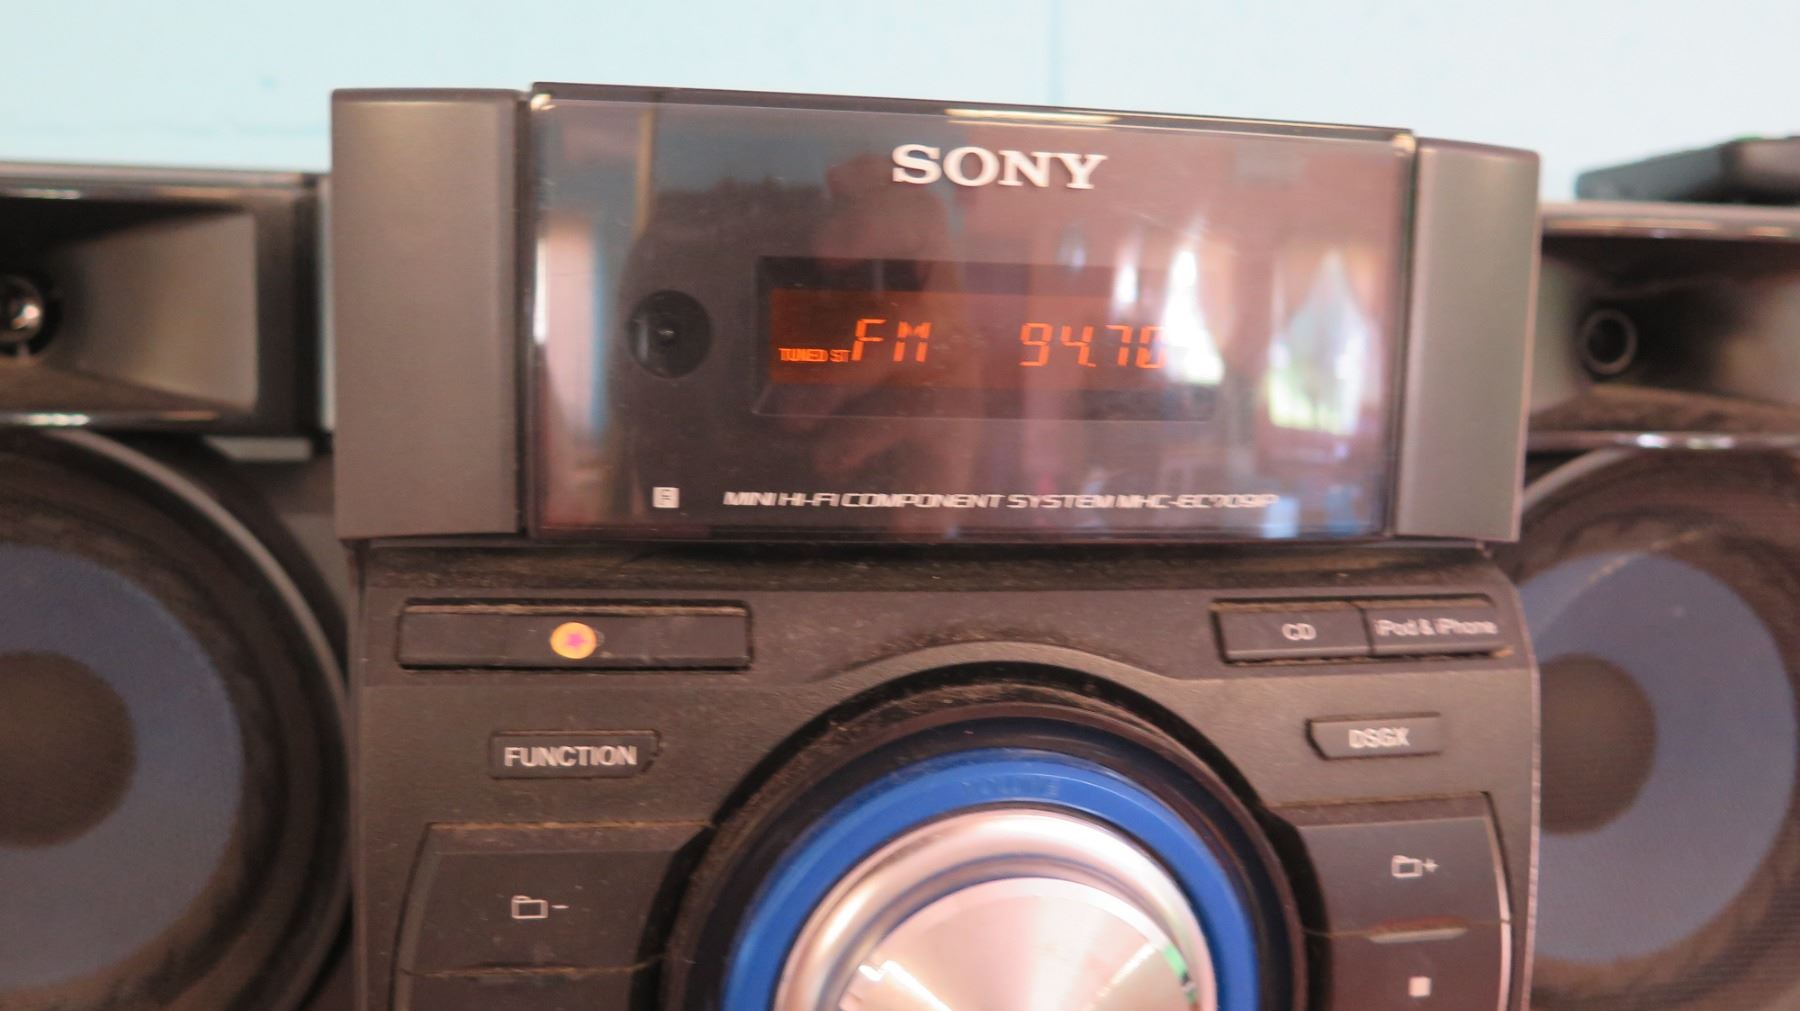 SONY
TUNED ST FM 94.70
MINI HI-FI COMPONENT SYSTEM MHC-EC709iP
CD
iPod & iPhone
FUNCTION
DSGX
-
+